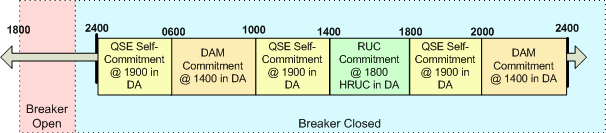 1800
2400
0600
1000
1400
1800
2000
2400
QSE Self-
Commitment
@ 1900 in
DA
DAM
Commitment
@ 1400 in DA
QSE Self-
Commitment
@ 1900 in
DA
RUC
Commitment
@ 1800
HRUC in DA
QSE Self-
Commitment
@ 1900 in
DA
DAM
Commitment
@ 1400 in DA
Breaker
Open
Breaker Closed